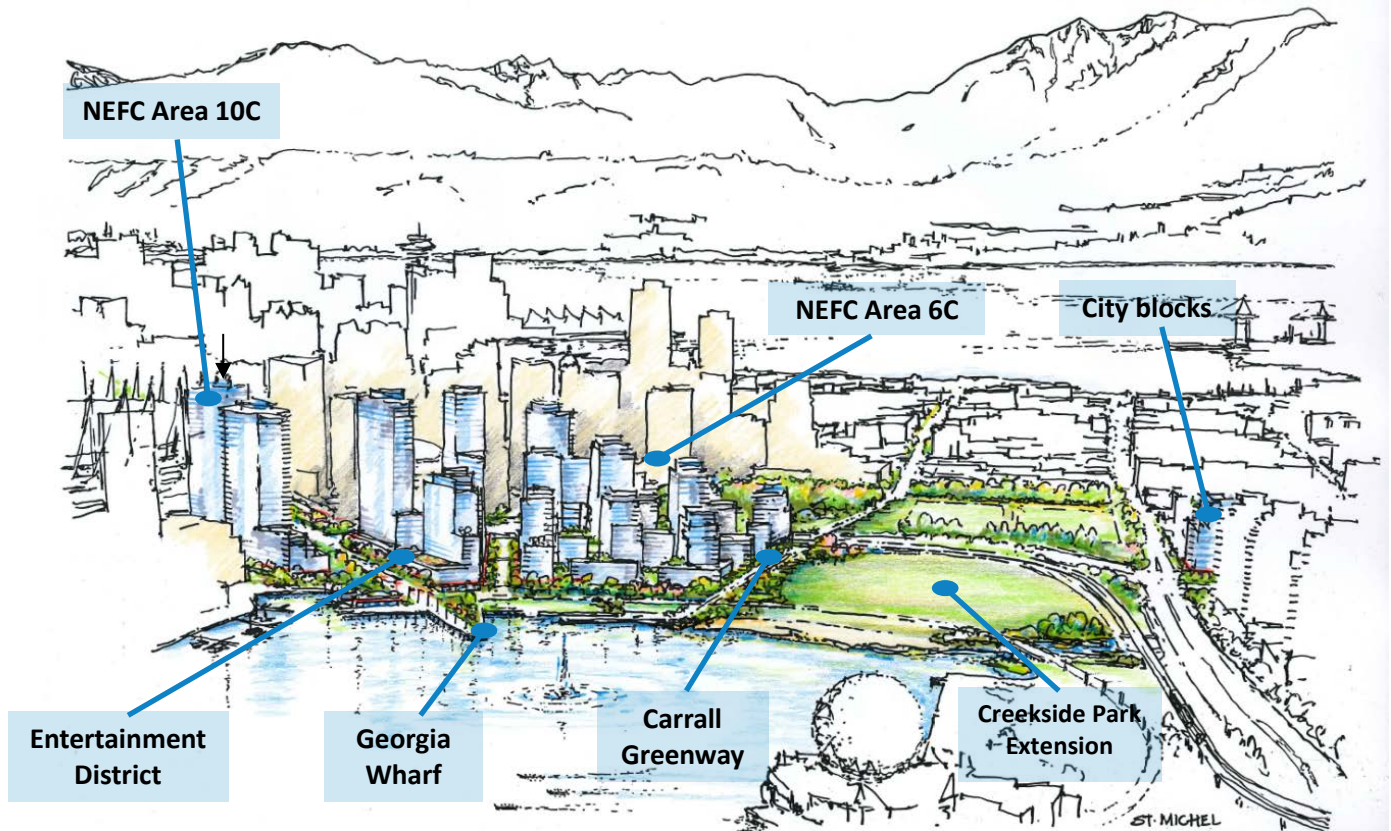 NEFC Area 10C
NEFC Area 6C
City blocks
Entertainment
District
Georgia
Wharf
Carrall
Greenway
Creekside Park
Extension
ST. MICHEL